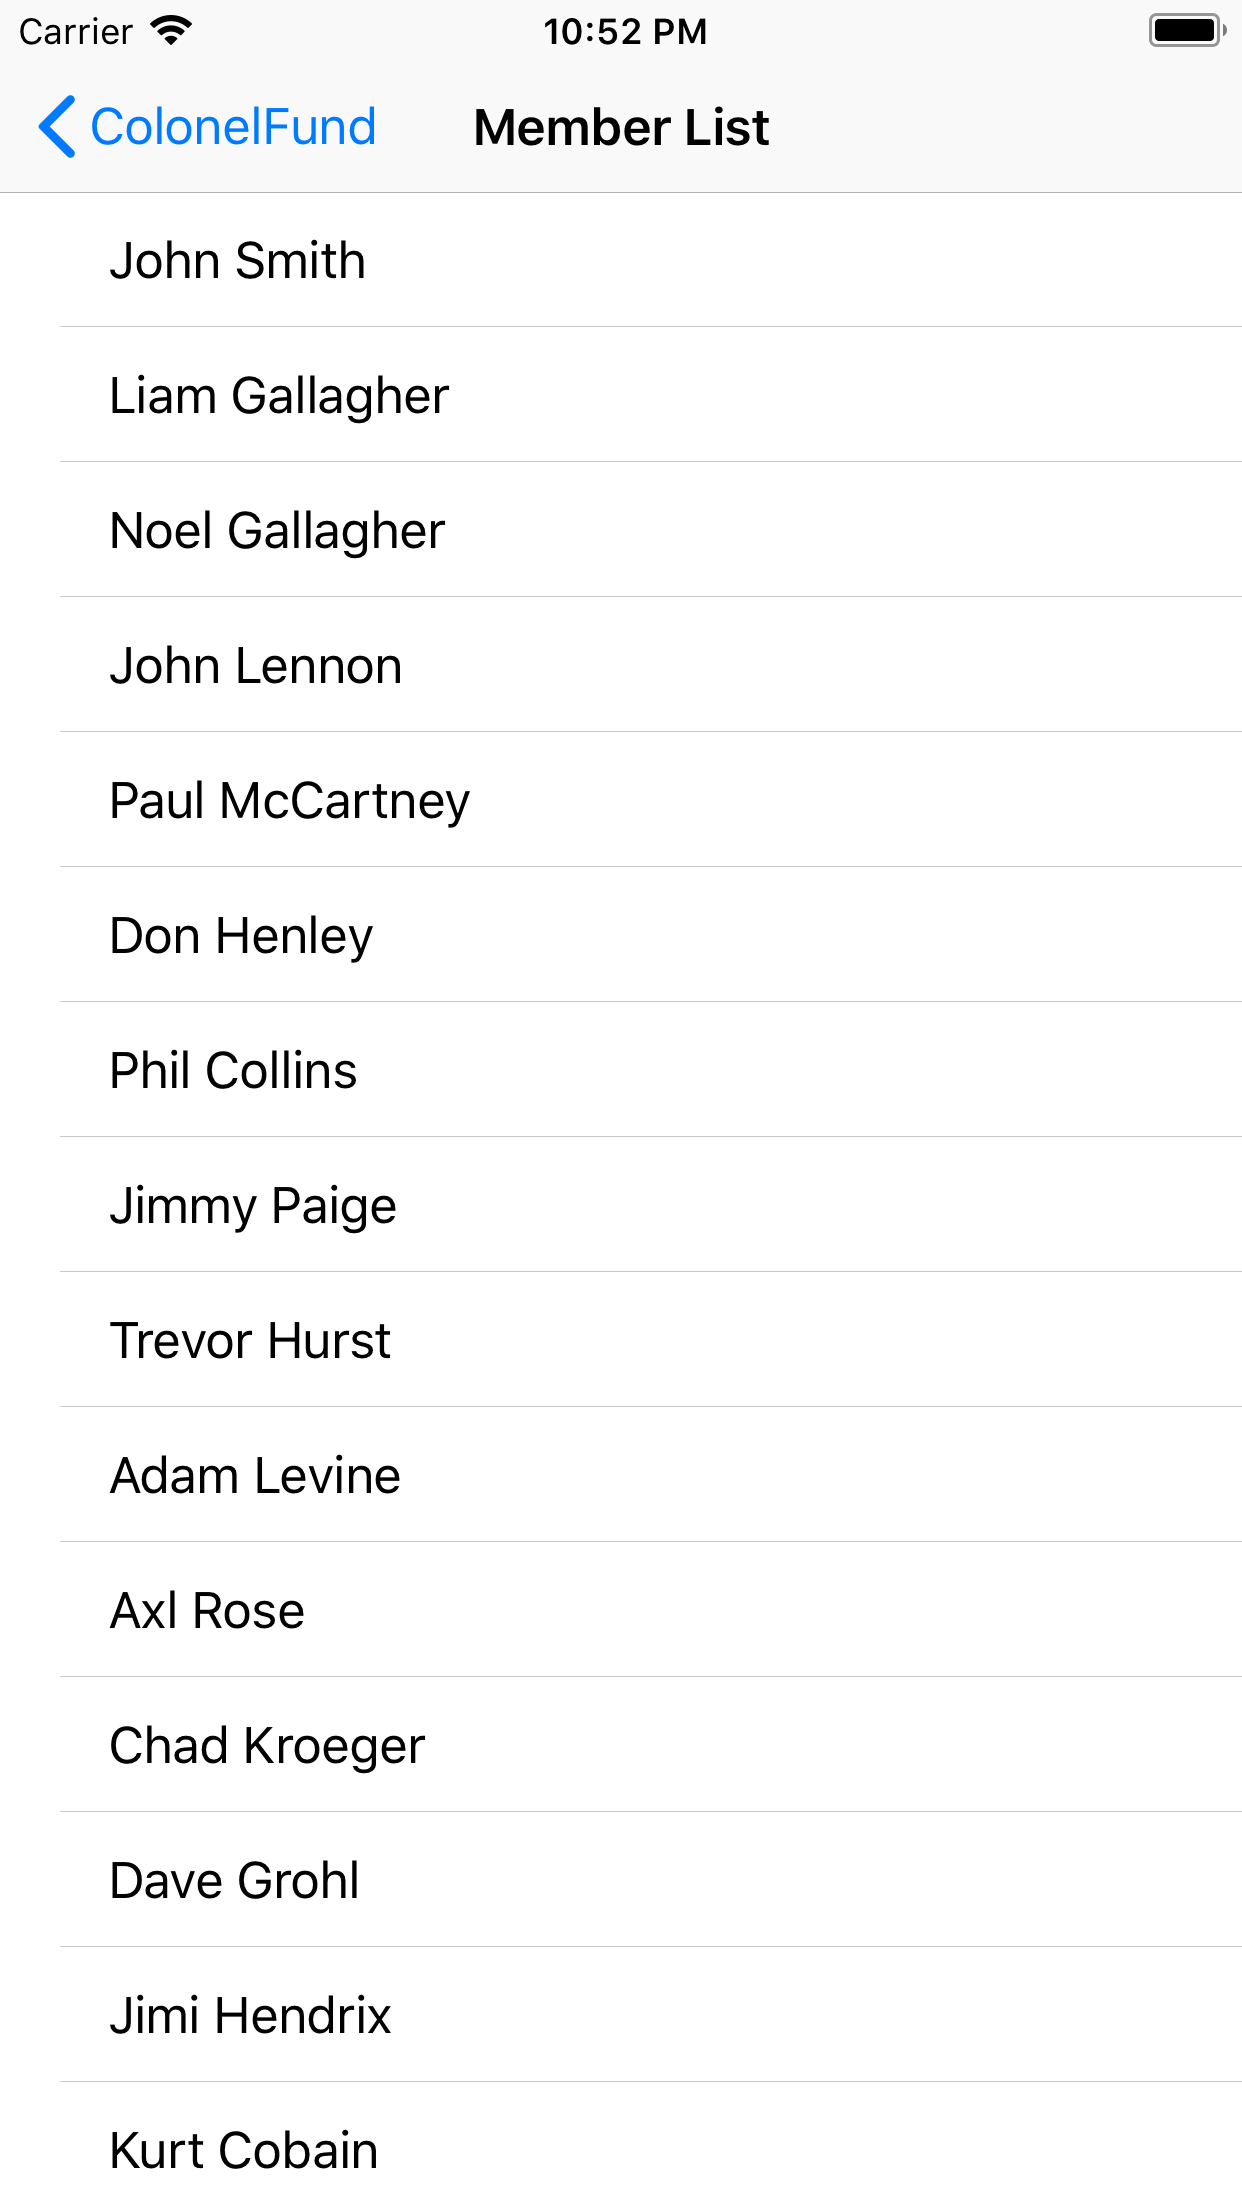 Carrier 10:52 PM
ColonelFund Member List
John Smith
Liam Gallagher
Noel Gallagher
John Lennon
Paul McCartney
Don Henley
Phil Collins
Jimmy Paige
Trevor Hurst
Adam Levine
Axl Rose
Chad Kroeger
Dave Grohl
Jimi Hendrix
Kurt Cobain